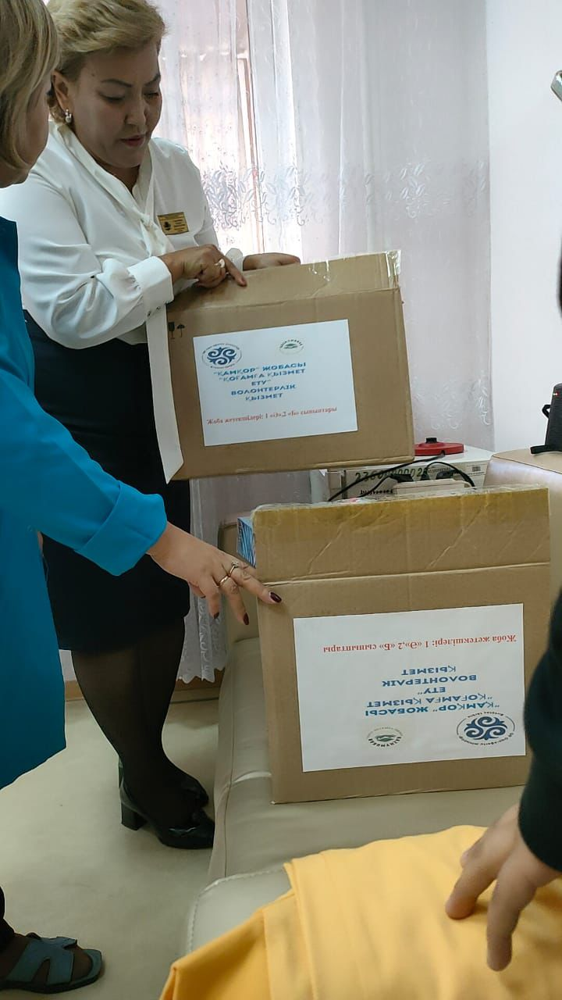 "ҚАМҚОР" ЖОБАСЫ
"ҚОҒАМҒА ҚЫЗМЕТ
ЕТУ"
ВОЛОНТЕРЛІК
ҚЫЗМЕТ
Жоба жетекшілері: 1 «Ә»,2 «Б» сыныптары
"ҚАМҚОР" ЖОБАСЫ
"ҚОҒАМҒА ҚЫЗМЕТ
ЕТУ"
ВОЛОНТЕРЛІК
ҚЫЗМЕТ
Жоба жетекшілері: 1 «Ә»,2 «Б» сыныптары